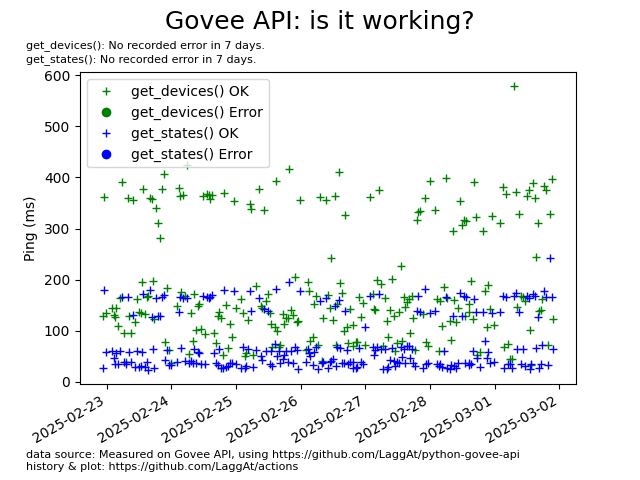 Govee API: is it working?
get_devices(): No recorded error in 7 days.
get_states(): No recorded error in 7 days.
get_devices() OK
get_devices() Error
get_states() OK
get_states() Error
Ping (ms)
600
500
400
300
200
100
0
2025-02-23
2025-02-24
2025-02-25
2025-02-26
2025-02-27
2025-02-28
2025-03-01
2025-03-02
data source: Measured on Govee API, using https://github.com/LaggAt/python-govee-api
history & plot: https://github.com/LaggAt/actions